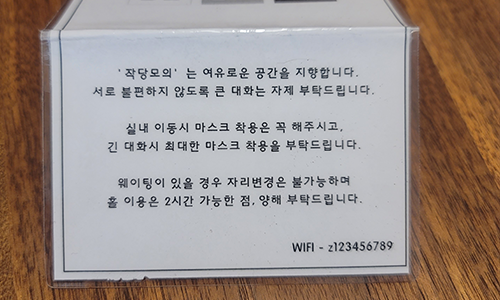 '작당모의' 는 여유로운 공간을 지향합니다.
서로 불편하지 않도록 큰 대화는 자제 부탁드립니다.
실내 이동시 마스크 착용은 꼭 해주시고,
긴 대화시 최대한 마스크 착용을 부탁드립니다.
웨이팅이 있을 경우 자리변경은 불가능하며
홀 이용은 2시간 가능한 점, 양해 부탁드립니다.
WIFI - z123456789